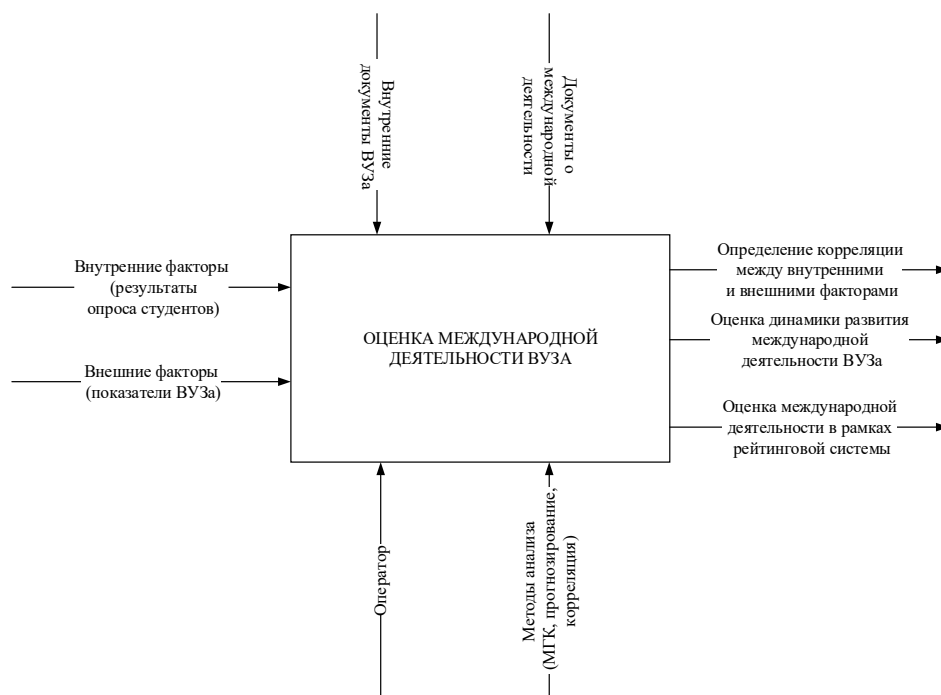 Внутренние
документы ВУЗа
Документы о
международной
деятельности
Внутренние факторы
(результаты
опроса студентов)
Внешние факторы
(показатели ВУЗа)
ОЦЕНКА МЕЖДУНАРОДНОЙ
ДЕЯТЕЛЬНОСТИ ВУЗА
Определение корреляции
между внутренними
и внешними факторами
Оценка динамики развития
международной
деятельности ВУЗа
Оценка международной
деятельности в рамках
рейтинговой системы
Оператор
Методы анализа
(МГК, прогнозирование,
корреляция)